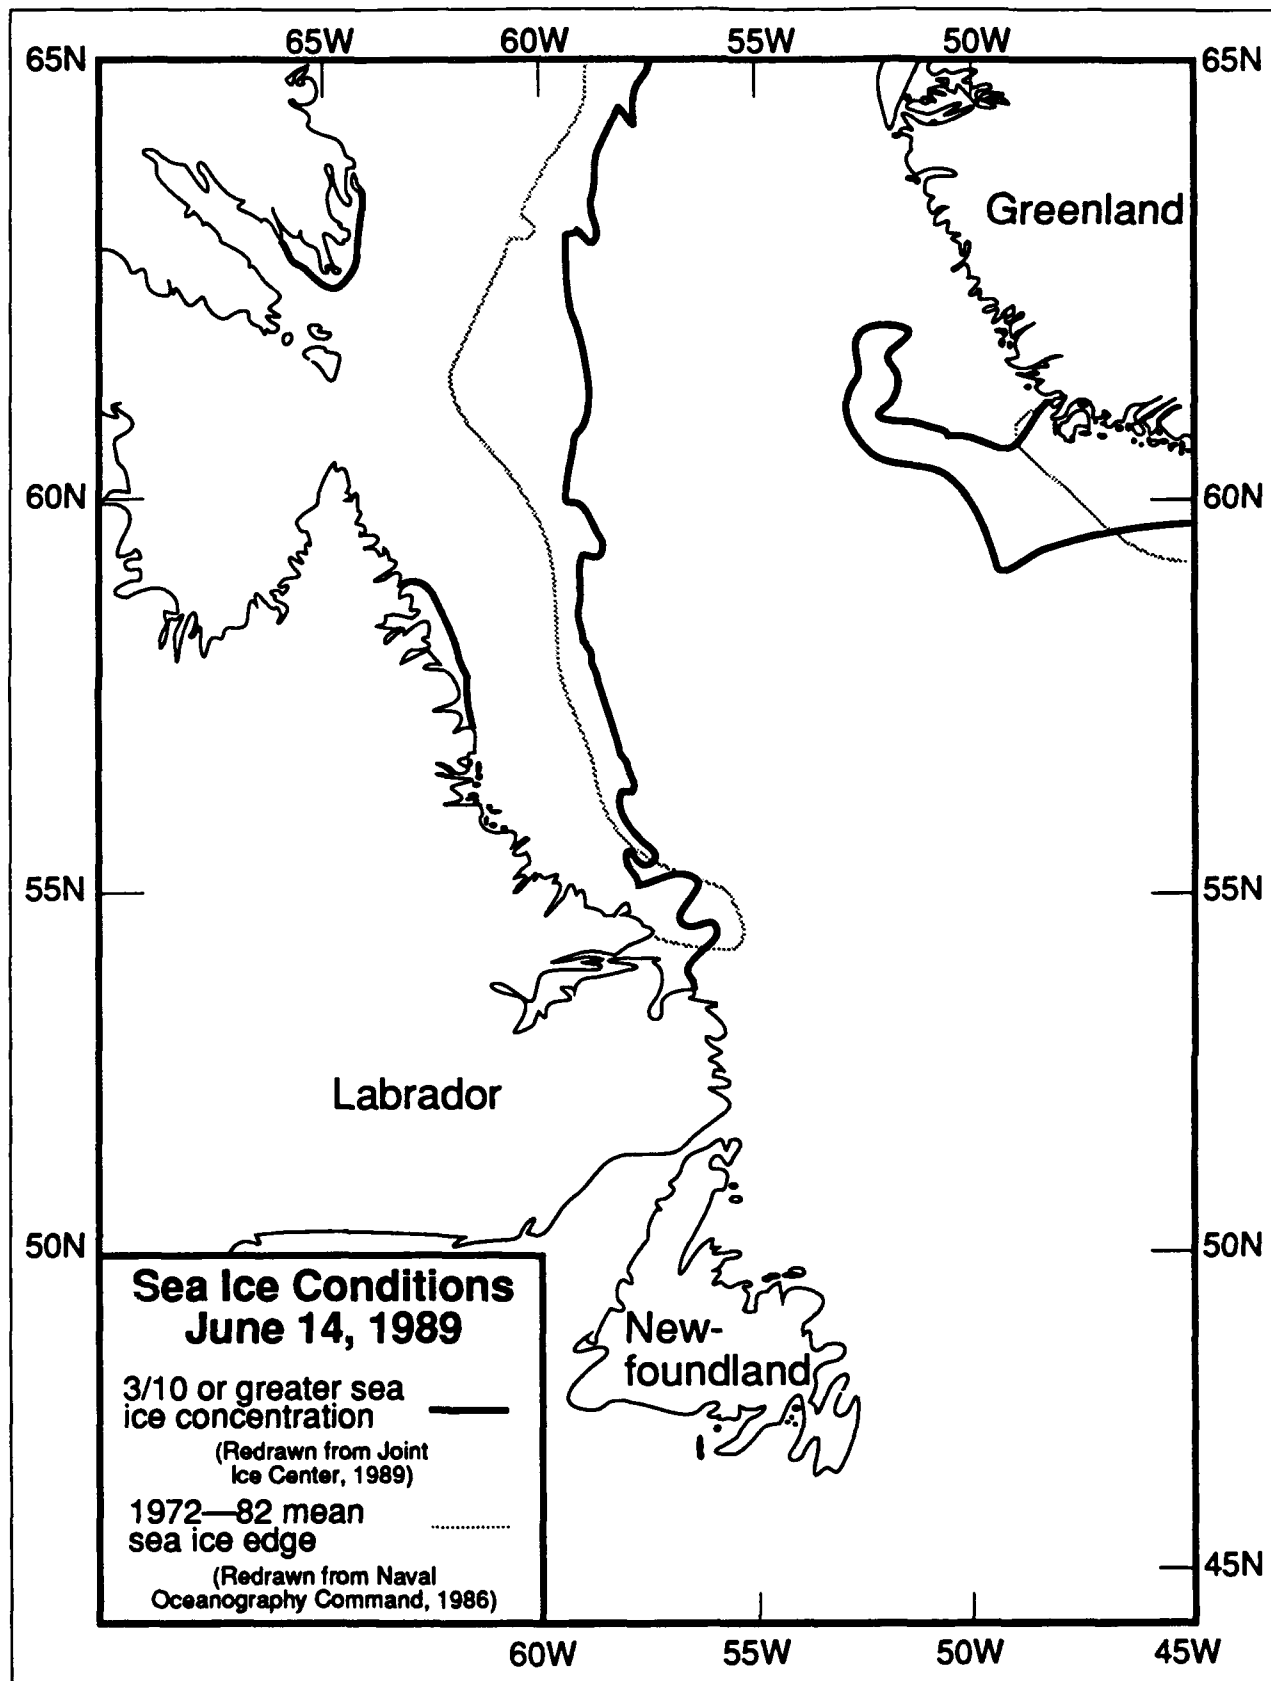 65W 60W 55W 50W
65N 65N
Greenland
60N 60N
55N 55N
Labrador
50N 50N
Sea Ice Conditions
June 14, 1989
3/10 or greater sea
ice concentration
(Redrawn from Joint
Ice Center, 1989)
1972—82 mean
sea ice edge
(Redrawn from Naval
Oceanography Command, 1986)
New-
foundland
45N
60W 55W 50W 45W